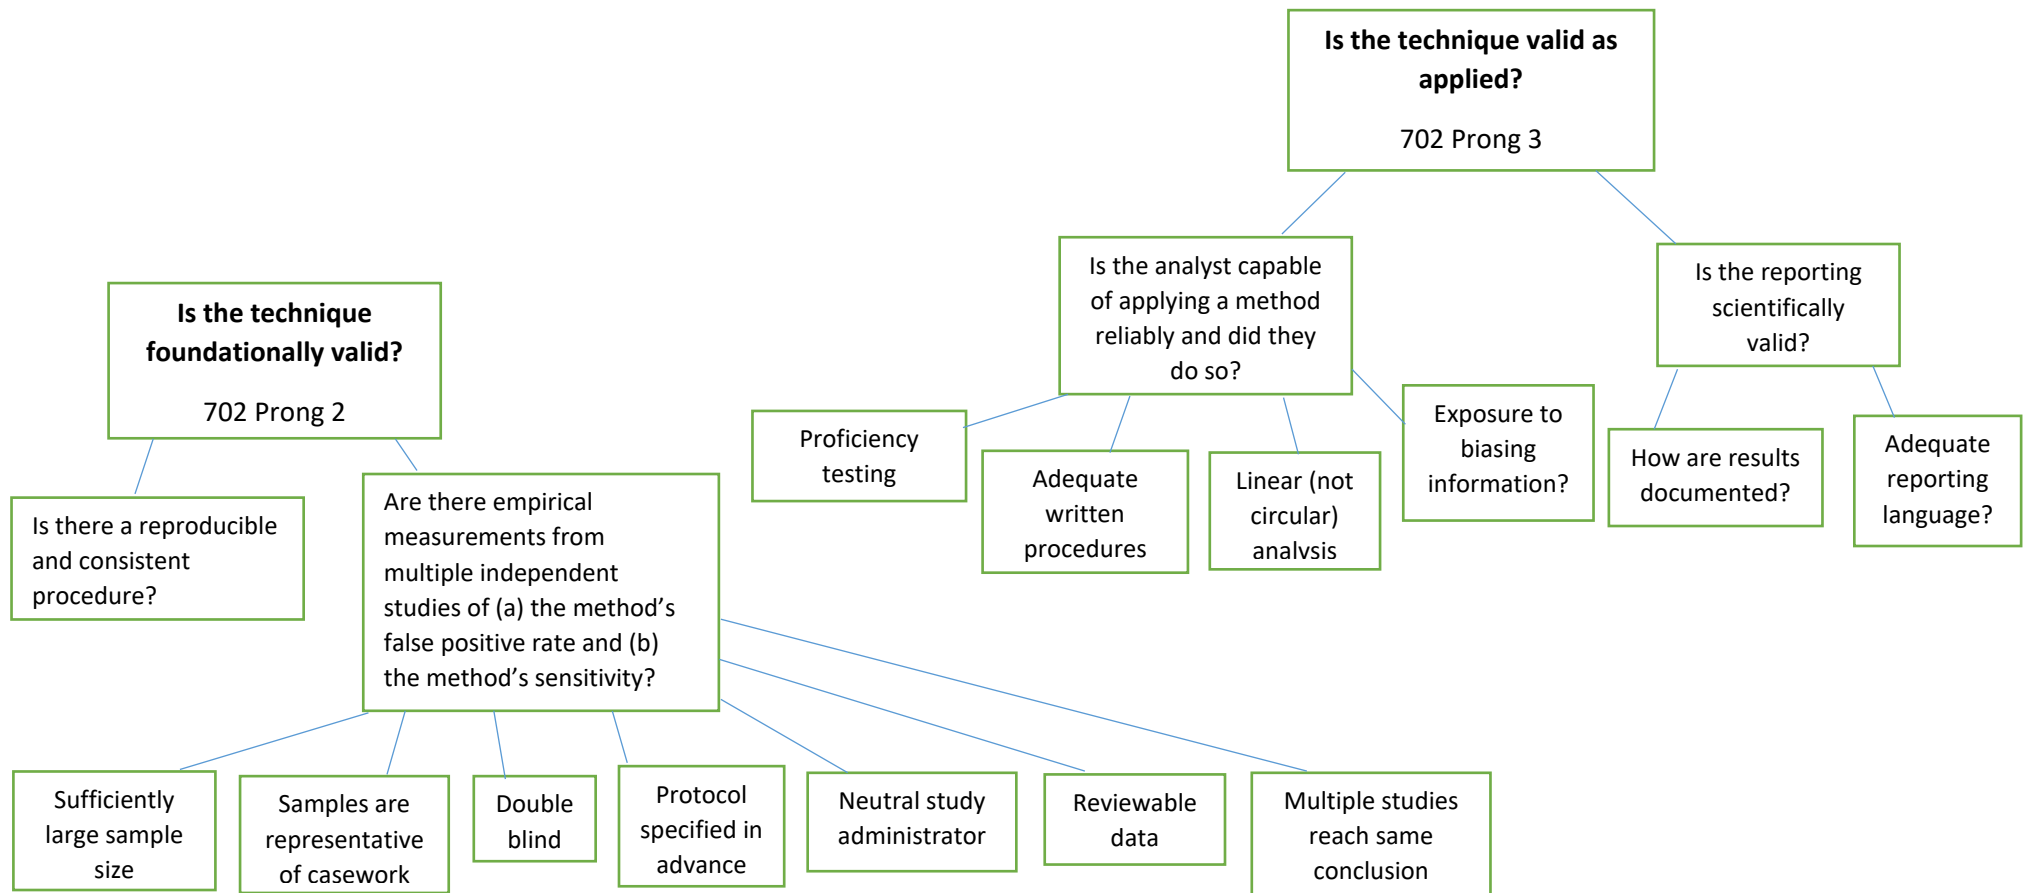 Is the technique valid as
applied?
702 Prong 3
Is the analyst capable
of applying a method
reliably and did they
do so?
Is the reporting
scientifically
valid?
Is the technique
foundationally valid?
702 Prong 2
Proficiency
testing
Adequate
written
procedures
Linear (not
circular)
analysis
Exposure to
biasing
information?
How are results
documented?
Adequate
reporting
language?
Is there a reproducible
and consistent
procedure?
Are there empirical
measurements from
multiple independent
studies of (a) the method’s
false positive rate and (b)
the method’s sensitivity?
Sufficiently
large sample
size
Samples are
representative
of casework
Double
blind
Protocol
specified in
advance
Neutral study
administrator
Reviewable
data
Multiple studies
reach same
conclusion